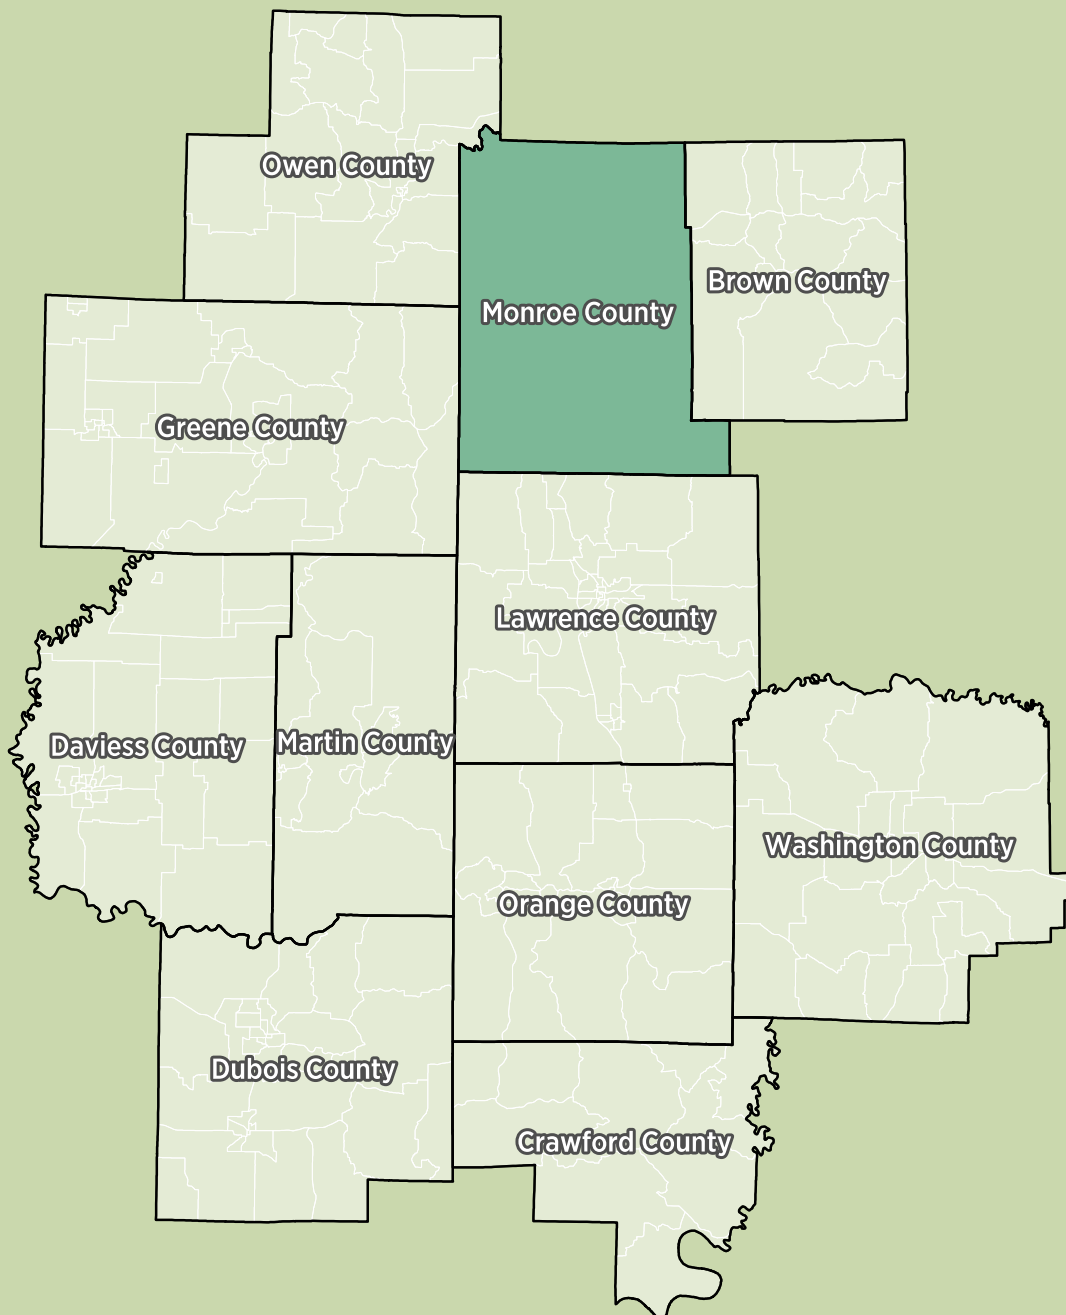 Owen County
Brown County
Monroe County
Greene County
Lawrence County
Daviess County
Martin County
Washington County
Orange County
Dubois County
Crawford County